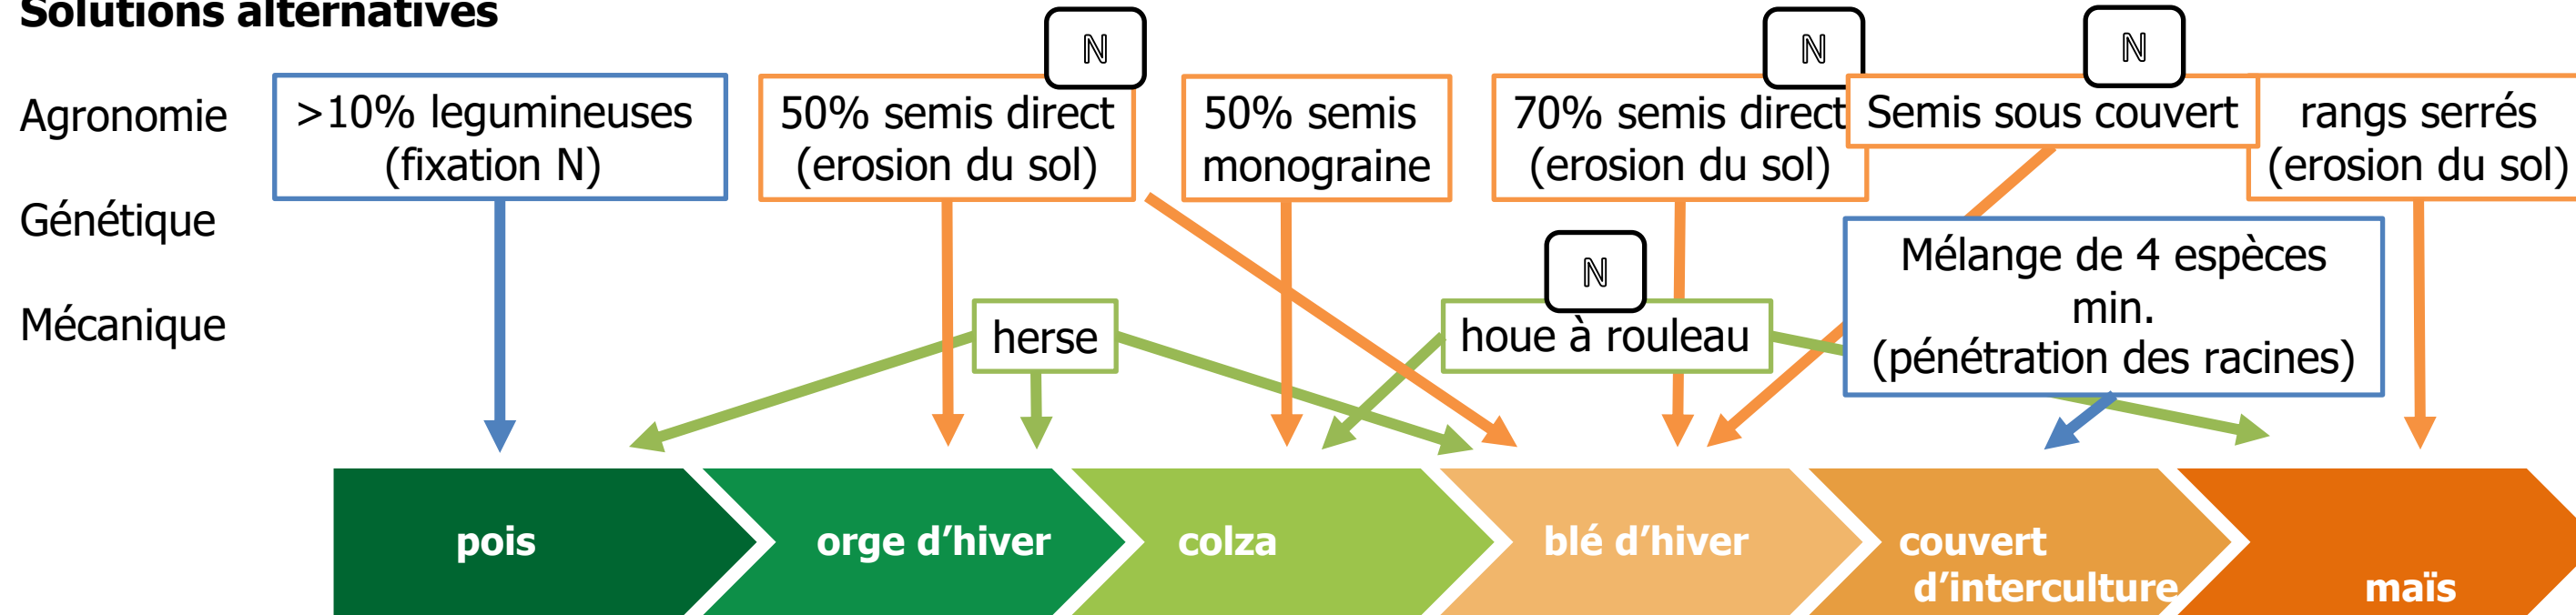 Solutions alternatives
ℕ
ℕ
ℕ
Agronomie
>10% legumineuses
(fixation N)
50% semis direct
(erosion du sol)
50% semis
monograine
70% semis direct
(erosion du sol)
Semis sous couvert
rangs serrés
(erosion du sol)
Génétique
Mécanique
herse
ℕ
houe à rouleau
Mélange de 4 espèces
min.
(pénétration des racines)
pois
orge d’hiver
colza
blé d’hiver
couvert
d’interculture
maïs